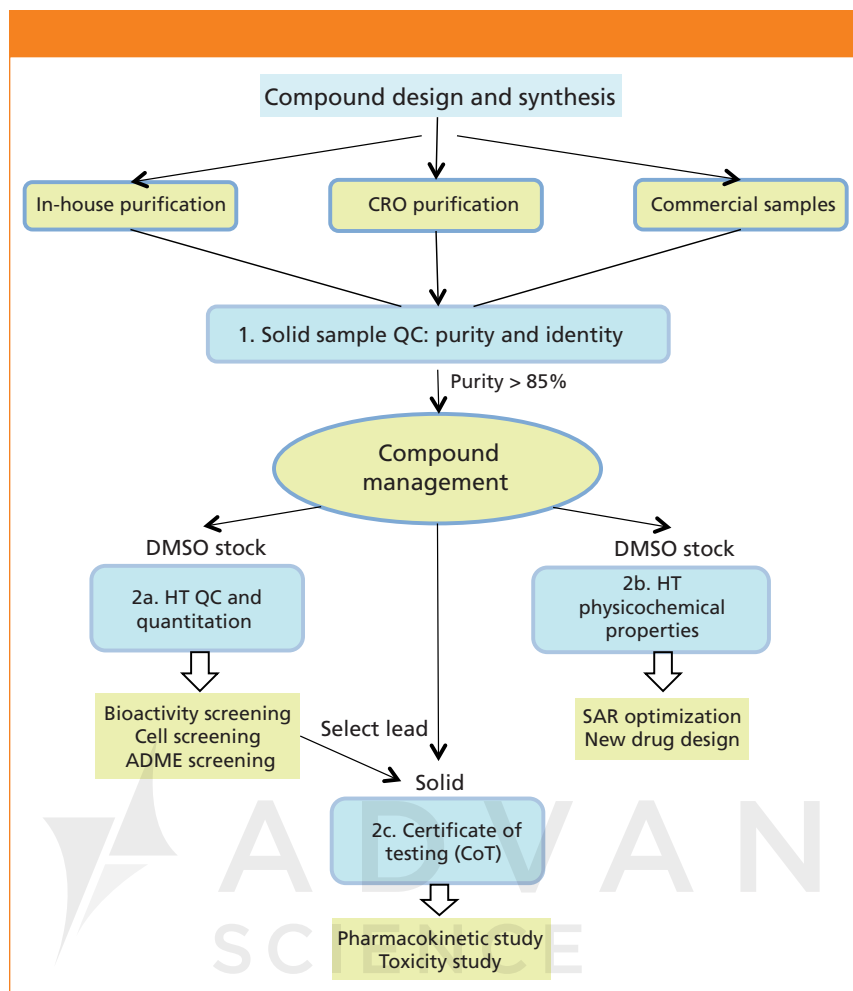 Compound design and synthesis
In-house purification
CRO purification
Commercial samples
1. Solid sample QC: purity and identity
Purity > 85%
Compound
management
DMSO stock
DMSO stock
2a. HT QC and
quantitation
2b. HT
physicochemical
properties
Bioactivity screening
Cell screening
ADME screening
Select lead
SAR optimization
New drug design
Solid
2c. Certificate of
testing (CoT)
Pharmacokinetic study
Toxicity study
ADVAN
SCIENCE